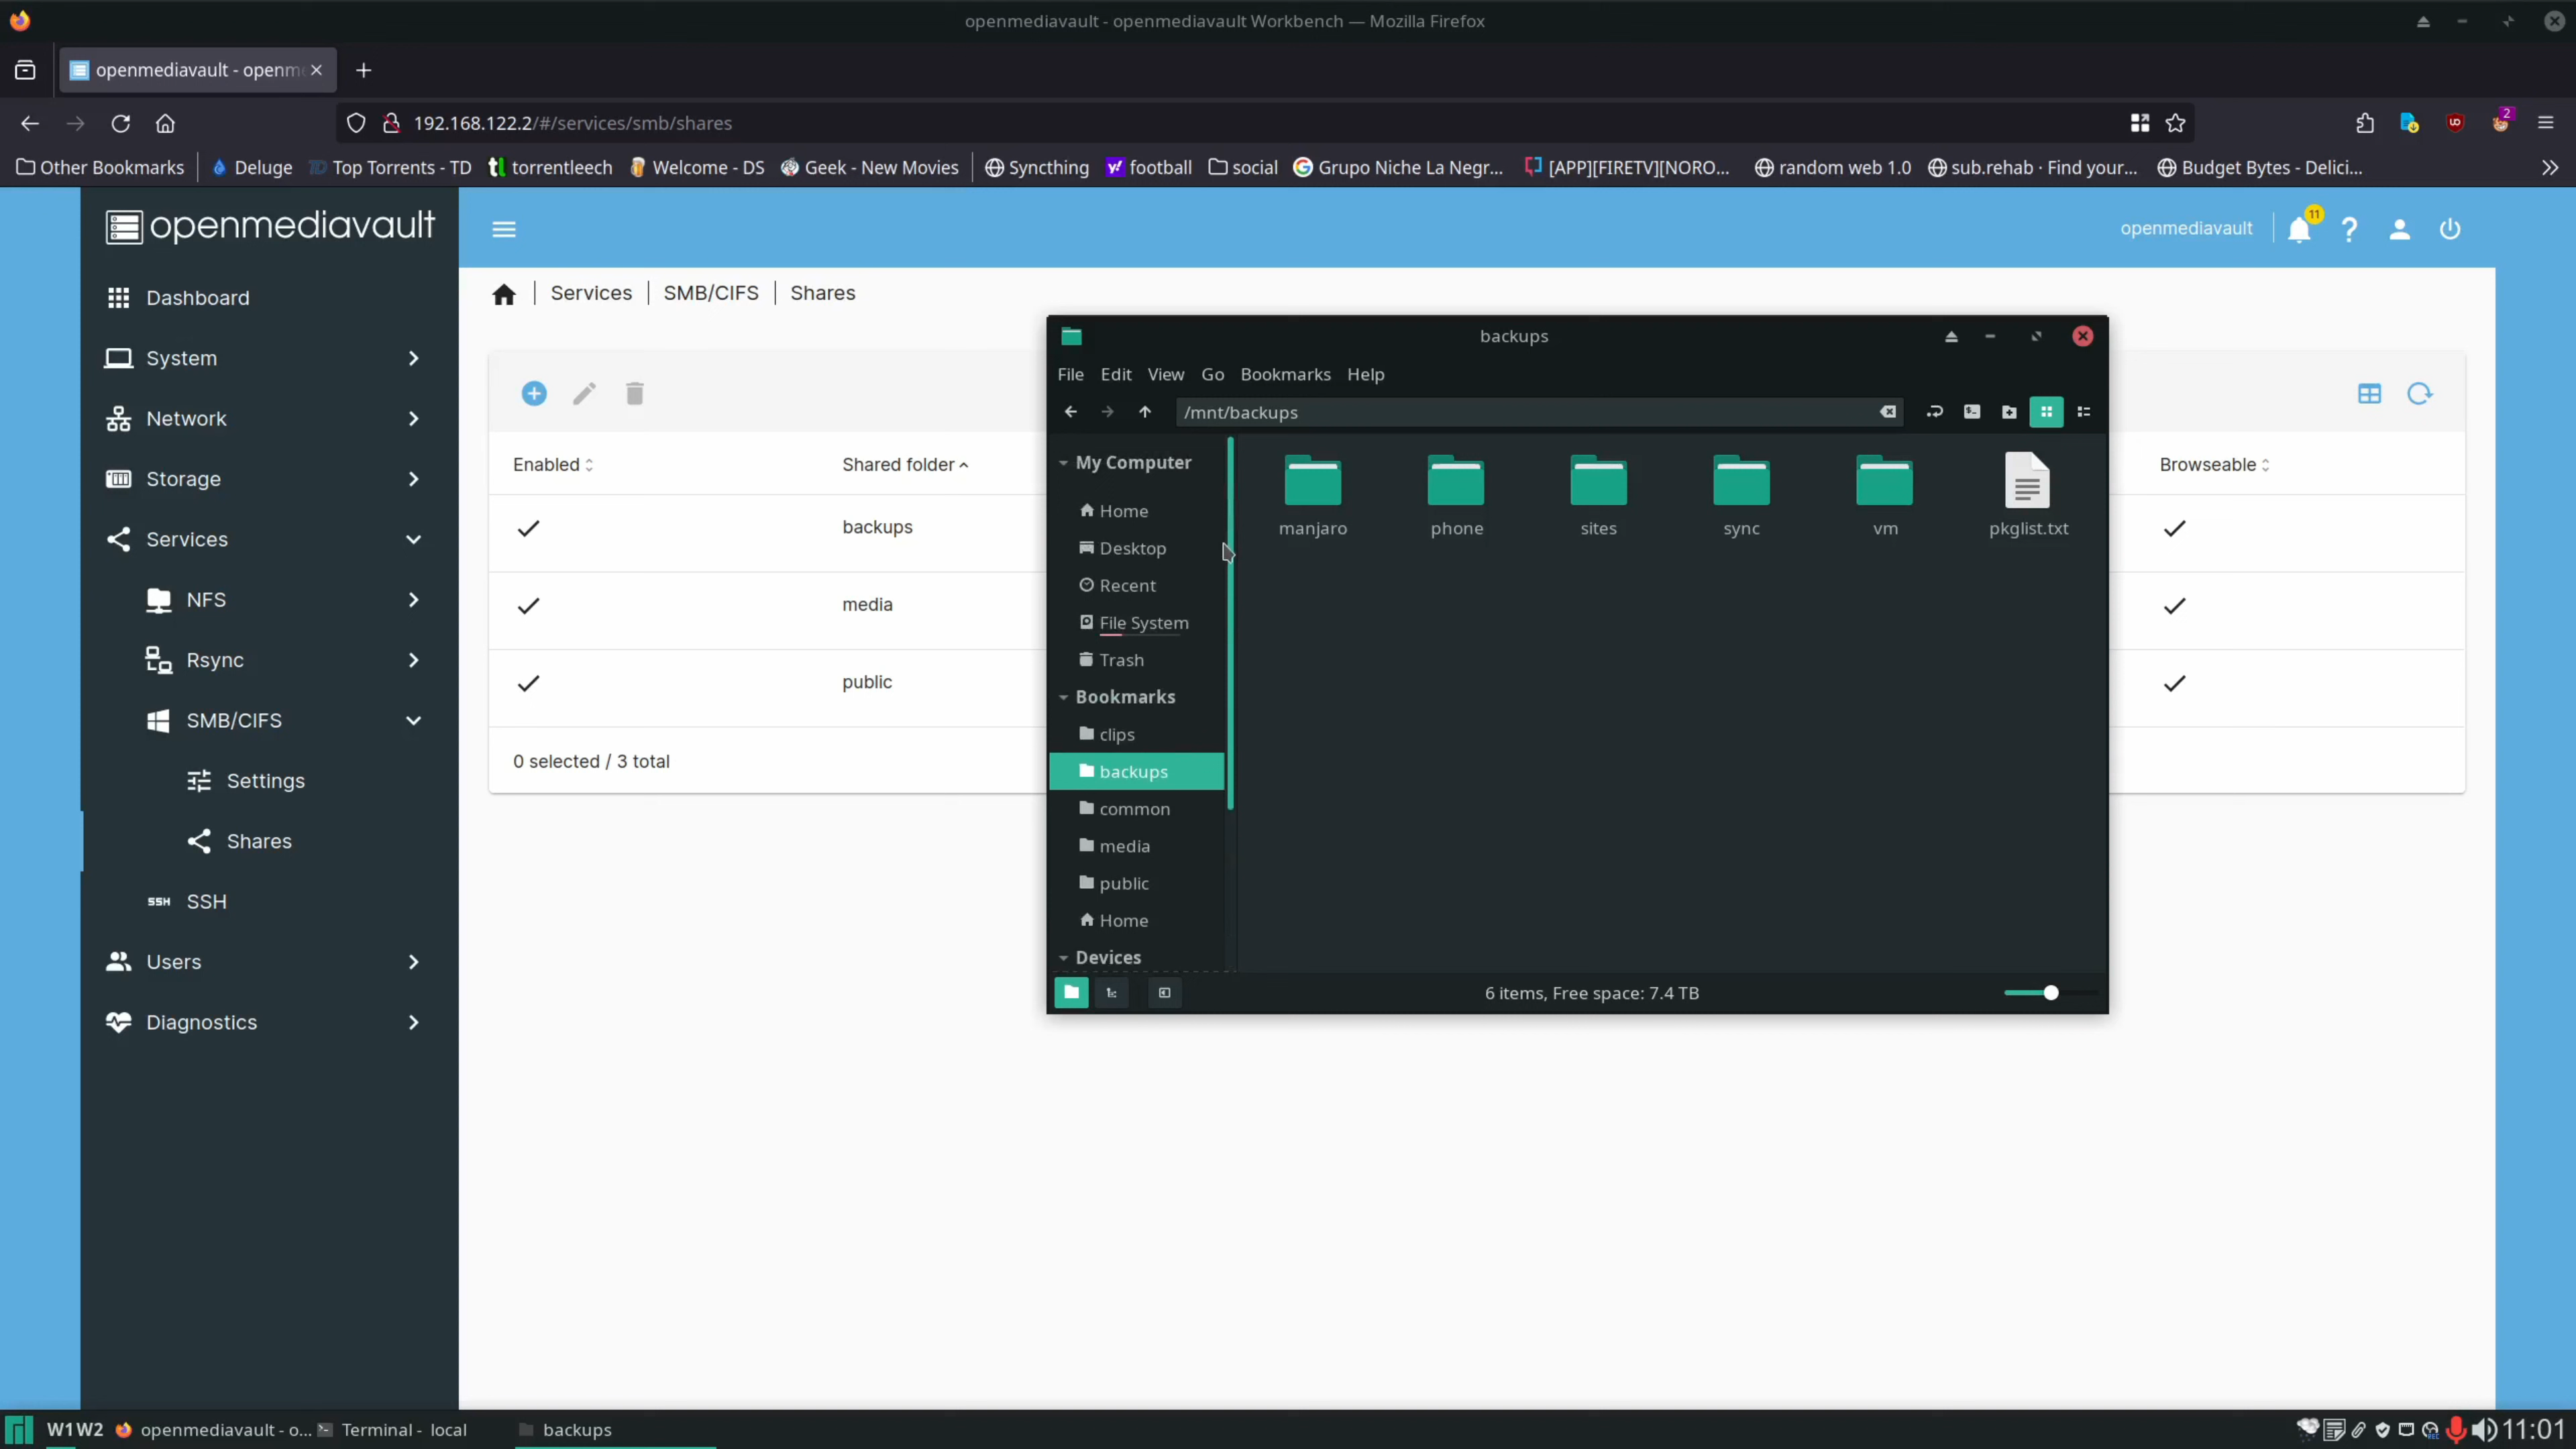 openmediavault - openmediavault Workbench — Mozilla Firefox
openmediavault - openm
192.168.122.2/#/services/smb/shares
2
Other Bookmarks
Deluge
TD Top Torrents - TD
tl torrentleech
Welcome - DS
Geek - New Movies
Syncthing
y! football
social
Grupo Niche La Negr...
[APP][FIRETV][NORO...
random web 1.0
sub.rehab · Find your...
Budget Bytes - Delici...
openmediavault
openmediavault
11
Dashboard
System
Network
Storage
Services
NFS
Rsync
SMB/CIFS
Settings
Shares
SSH SSH
Users
Diagnostics
Services | SMB/CIFS | Shares
Enabled
Shared folder
Browseable
backups
media
public
0 selected / 3 total
backups
File Edit View Go Bookmarks Help
/mnt/backups
My Computer
Home
Desktop
Recent
File System
Trash
Bookmarks
clips
backups
common
media
public
Home
Devices
manjaro
phone
sites
sync
vm
pkglist.txt
6 items, Free space: 7.4 TB
W1 W2
openmediavault - o...
Terminal - local
backups
11:01